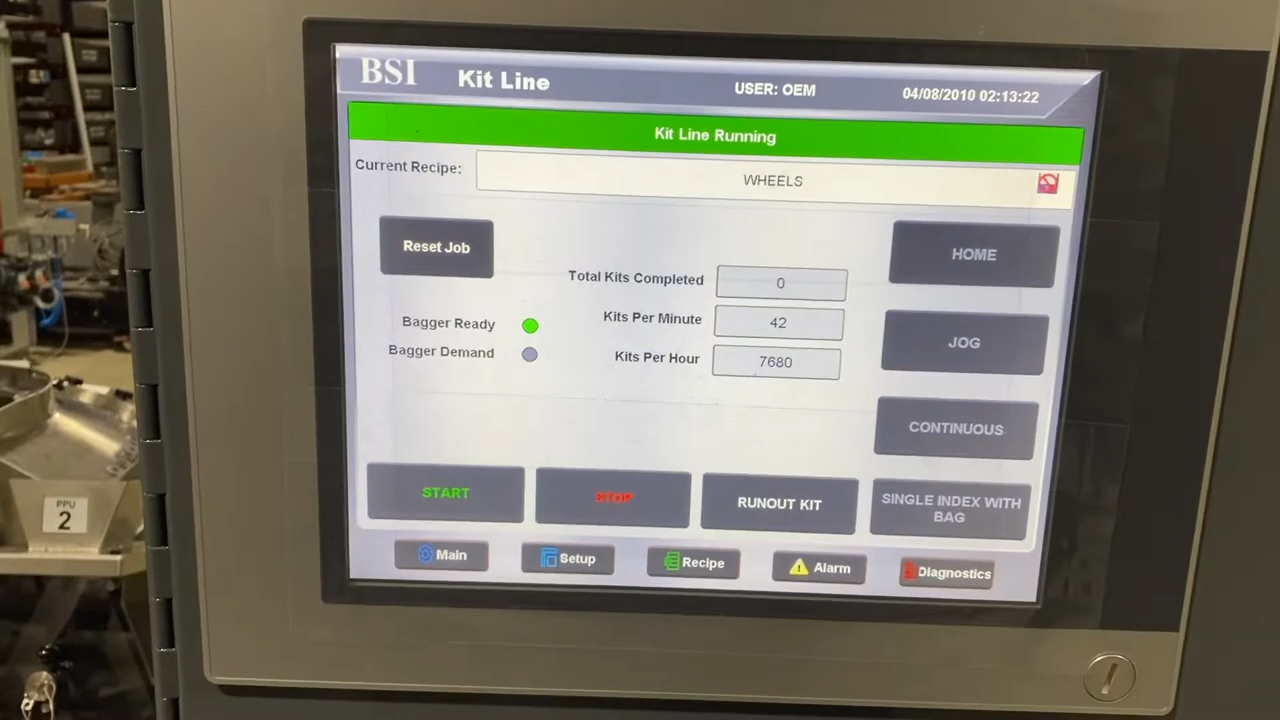 BSI
Kit Line
USER: OEM
04/08/2010 02:13:22
Kit Line Running
Current Recipe:
WHEELS
Reset Job
HOME
Total Kits Completed
0
Bagger Ready
Kits Per Minute
42
JOG
Bagger Demand
Kits Per Hour
7680
CONTINUOUS
START
STOP
RUNOUT KIT
SINGLE INDEX WITH
BAG
Main
Setup
Recipe
Alarm
Diagnostics
PPU
2